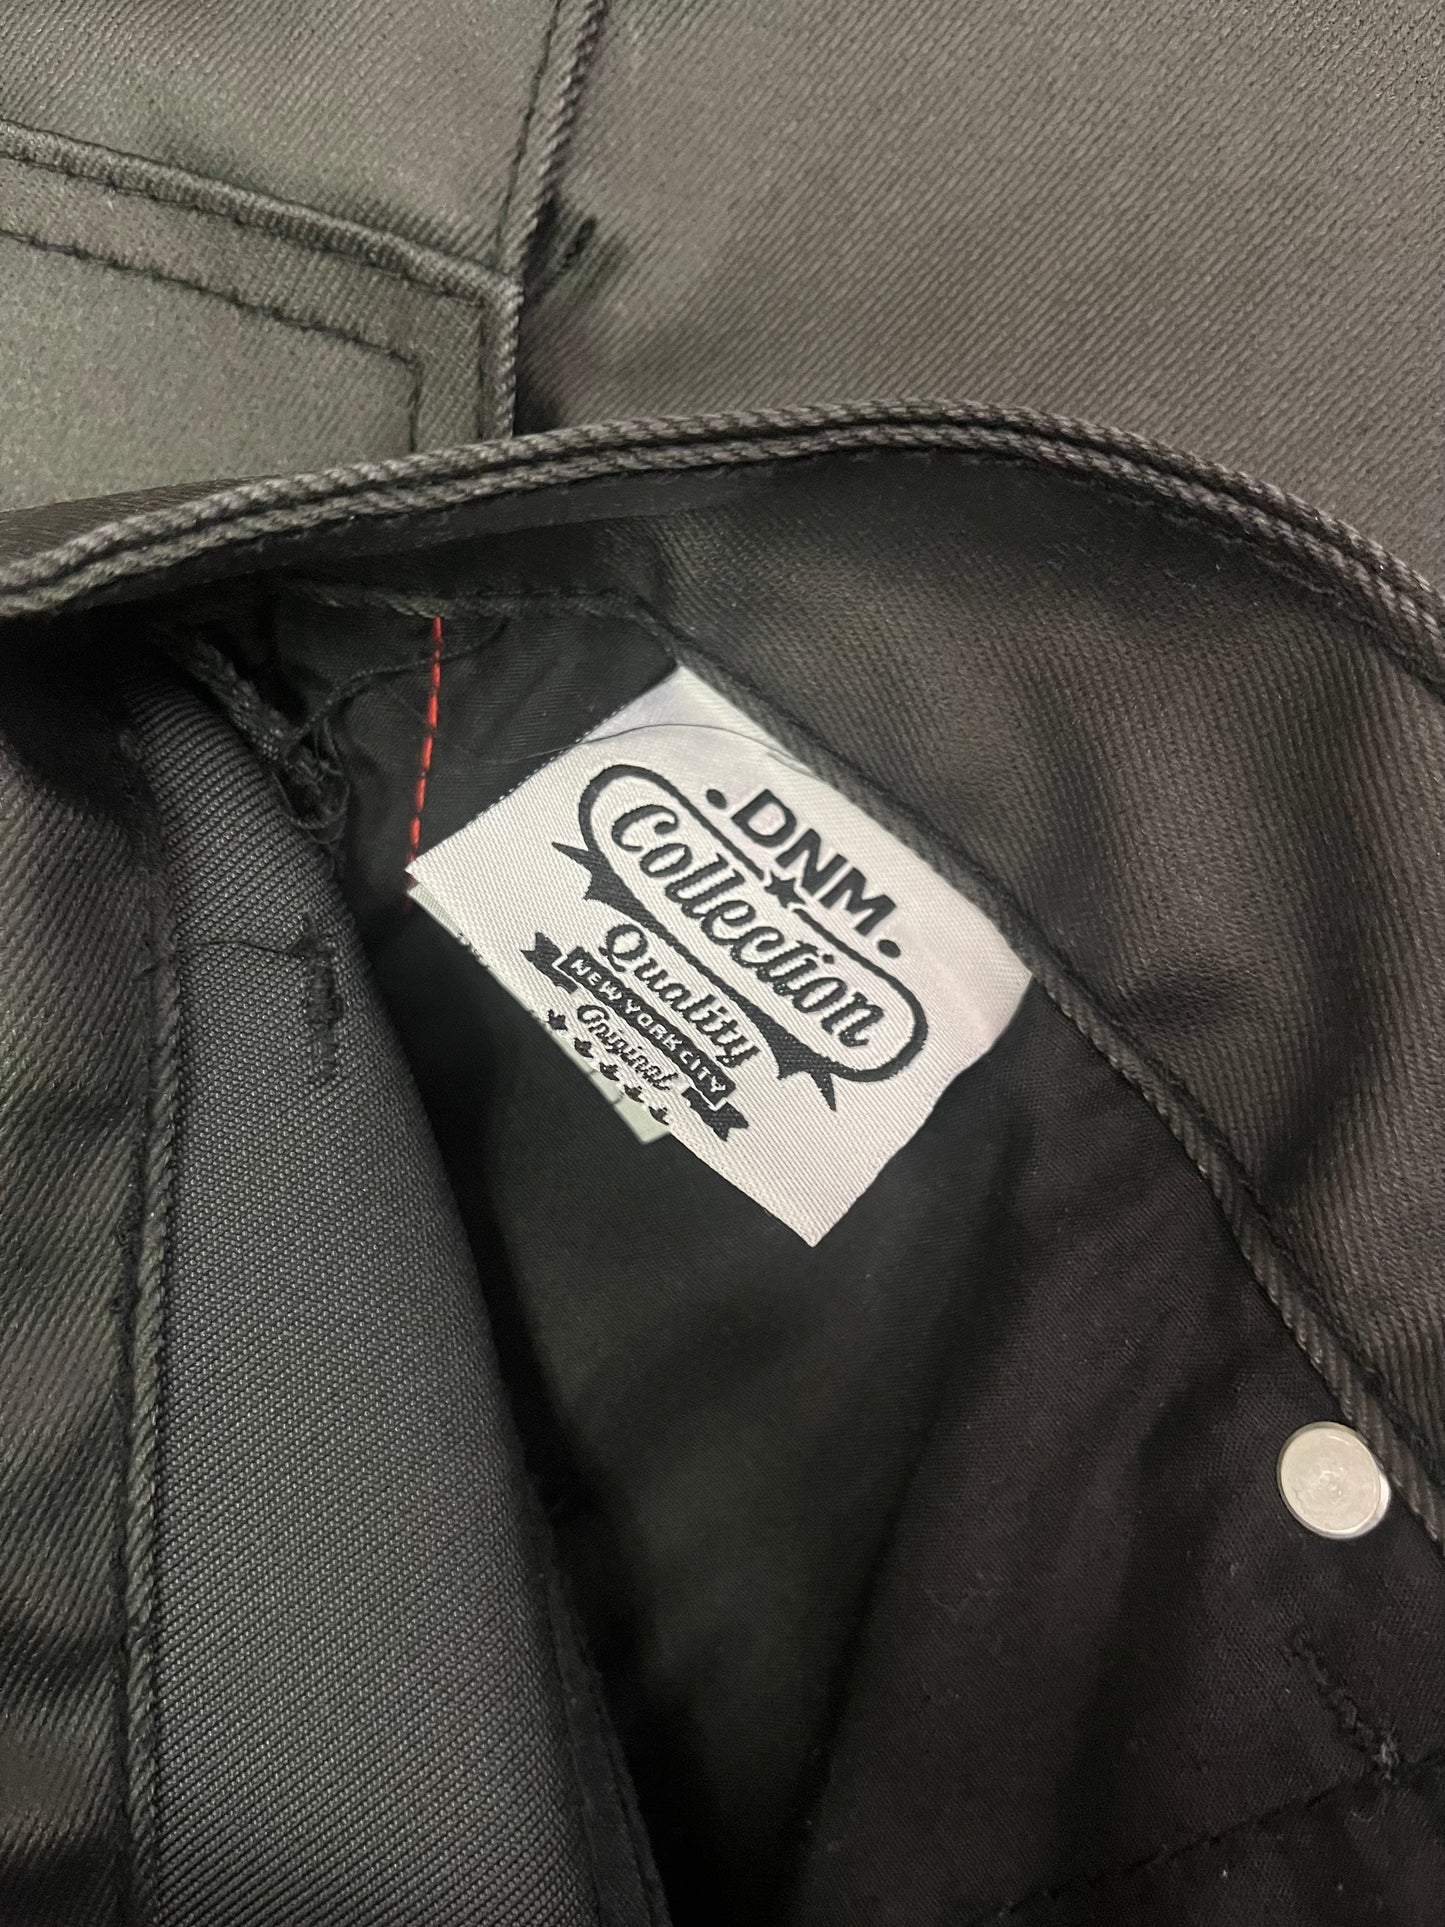 .DNM.
Collection
Quality
NEW YORK CITY
Original